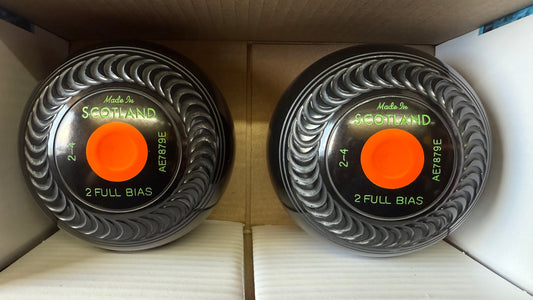 Made In
SCOTLAND
2-4
AE7879E
2 FULL BIAS
Made In
SCOTLAND
2-4
AE7879E
2 FULL BIAS